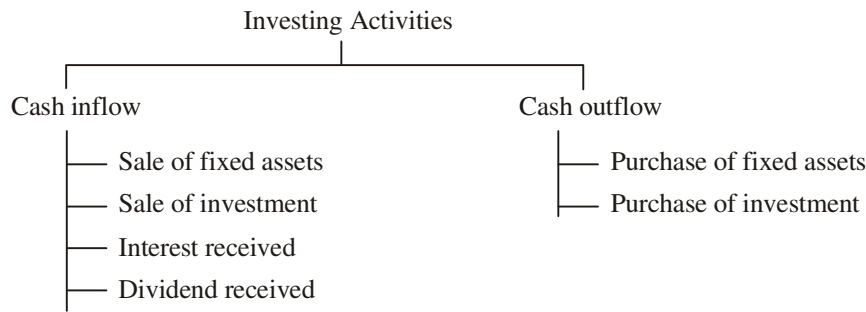 Investing Activities
Cash inflow
Sale of fixed assets
Sale of investment
Interest received
Dividend received
Cash outflow
Purchase of fixed assets
Purchase of investment